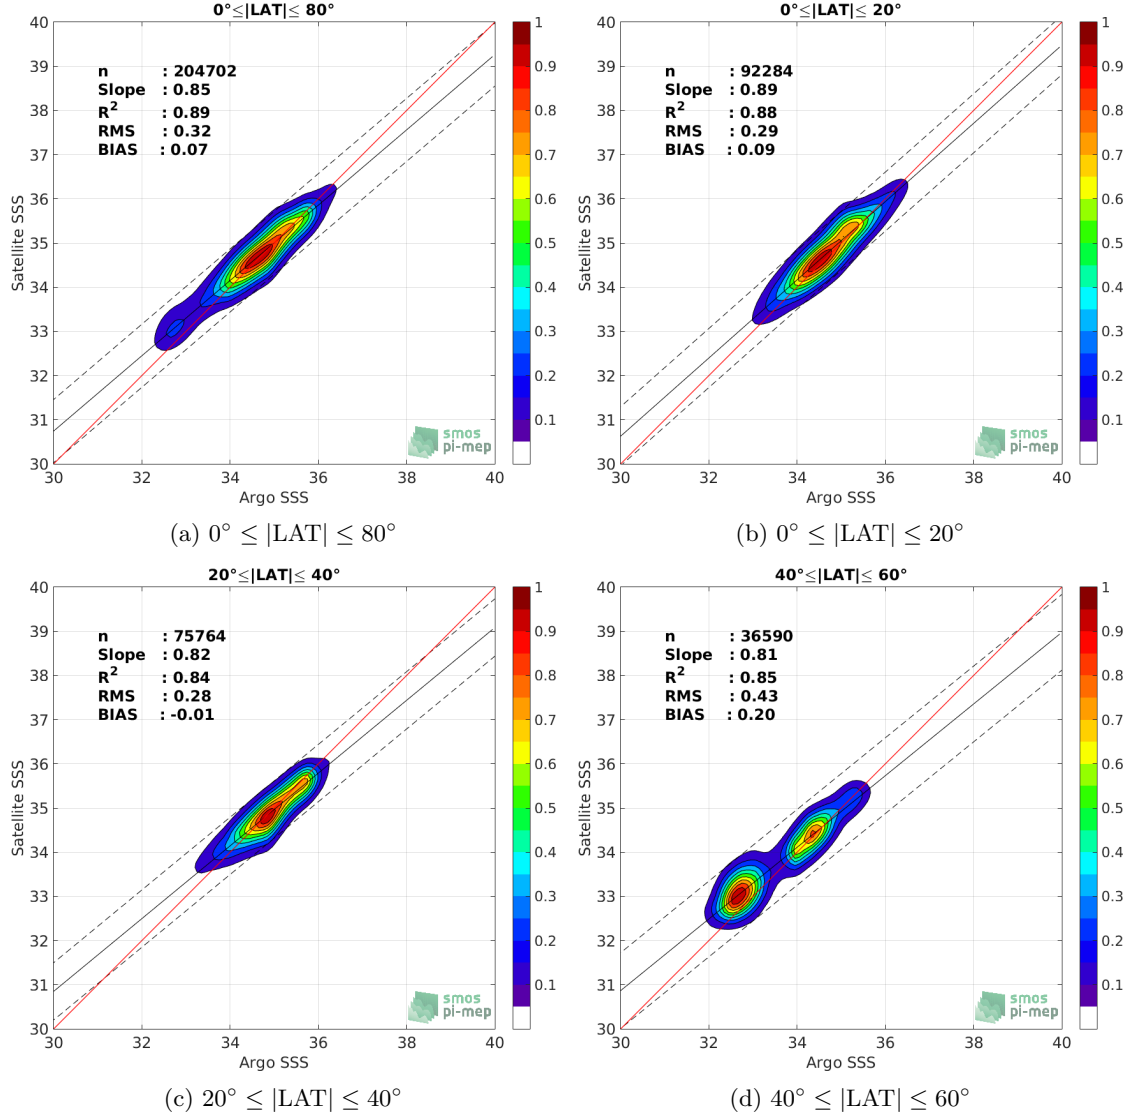 0°≤|LAT|≤ 80°
n : 204702
Slope : 0.85
R2 : 0.89
RMS : 0.32
BIAS : 0.07
Satellite SSS
40
39
38
37
36
35
34
33
32
31
30
30 32 34 36 38 40
Argo SSS
1
0.9
0.8
0.7
0.6
0.5
0.4
0.3
0.2
0.1
smos
pi-mep
(a) 0° ≤ |LAT| ≤ 80°
0°≤|LAT|≤ 20°
n : 92284
Slope : 0.89
R2 : 0.88
RMS : 0.29
BIAS : 0.09
Satellite SSS
40
39
38
37
36
35
34
33
32
31
30
30 32 34 36 38 40
Argo SSS
1
0.9
0.8
0.7
0.6
0.5
0.4
0.3
0.2
0.1
smos
pi-mep
(b) 0° ≤ |LAT| ≤ 20°
20°≤|LAT|≤ 40°
n : 75764
Slope : 0.82
R2 : 0.84
RMS : 0.28
BIAS : -0.01
Satellite SSS
40
39
38
37
36
35
34
33
32
31
30
30 32 34 36 38 40
Argo SSS
1
0.9
0.8
0.7
0.6
0.5
0.4
0.3
0.2
0.1
smos
pi-mep
(c) 20° ≤ |LAT| ≤ 40°
40°≤|LAT|≤ 60°
n : 36590
Slope : 0.81
R2 : 0.85
RMS : 0.43
BIAS : 0.20
Satellite SSS
40
39
38
37
36
35
34
33
32
31
30
30 32 34 36 38 40
Argo SSS
1
0.9
0.8
0.7
0.6
0.5
0.4
0.3
0.2
0.1
smos
pi-mep
(d) 40° ≤ |LAT| ≤ 60°